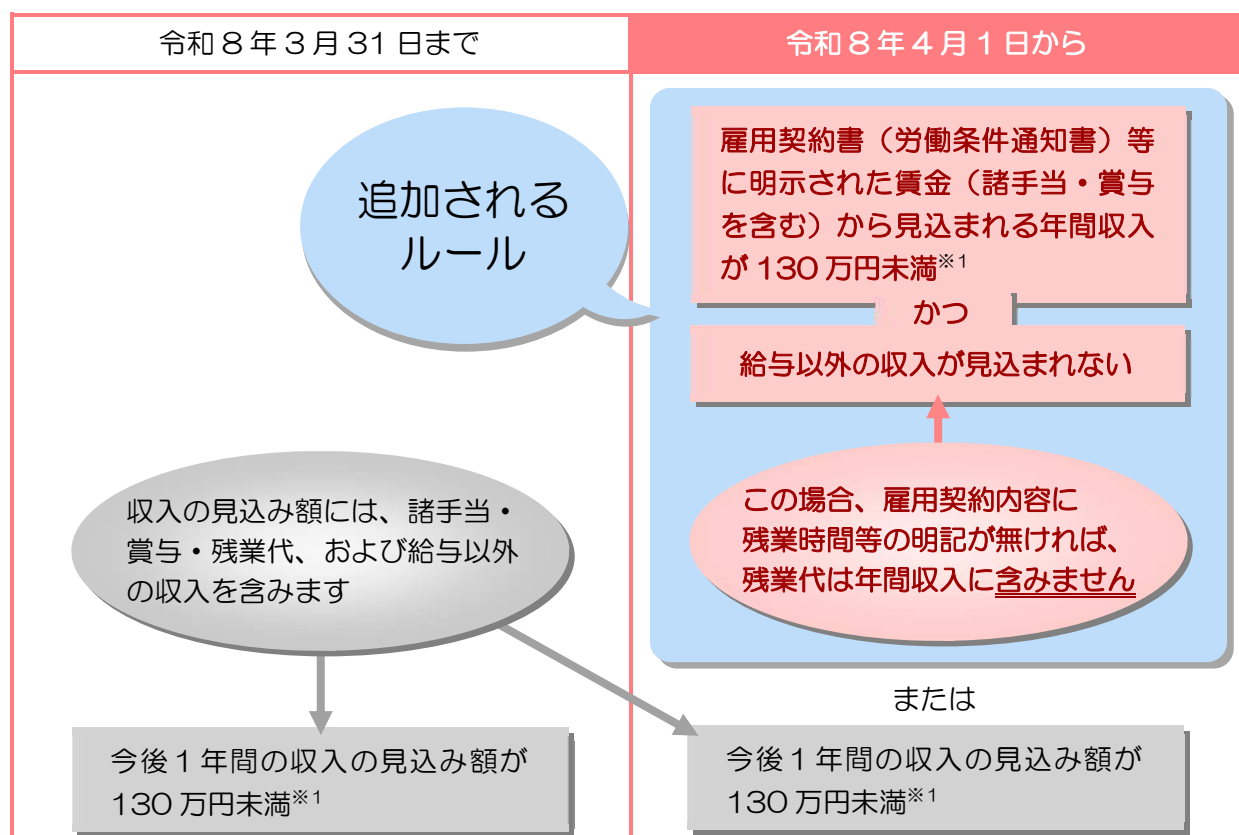 令和８年３月31日まで
令和８年４月１日から
追加される
ルール
雇用契約書（労働条件通知書）等
に明示された賃金（諸手当・賞与
を含む）から見込まれる年間収入
が130万円未満※1
かつ
給与以外の収入が見込まれない
この場合、雇用契約内容に
残業時間等の明記が無ければ、
残業代は年間収入に含みません
収入の見込み額には、諸手当・
賞与・残業代、および給与以外
の収入を含みます
または
今後１年間の収入の見込み額が
130万円未満※1
今後１年間の収入の見込み額が
130万円未満※1